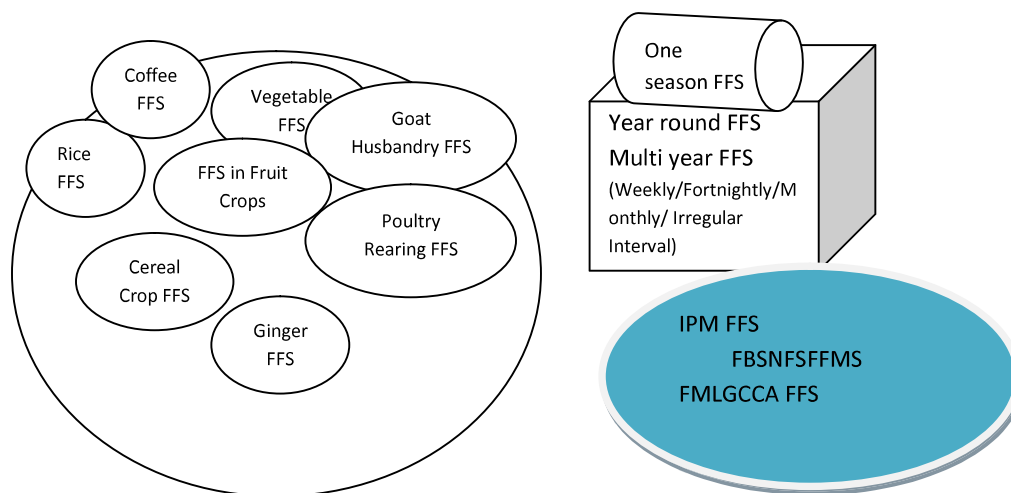 Coffee
FFS
Vegetable
FFS
Goat
Husbandry FFS
Rice
FFS
FFS in Fruit
Crops
Poultry
Rearing FFS
Cereal
Crop FFS
Ginger
FFS
One
season FFS
Year round FFS
Multi year FFS
(Weekly/Fortnightly/M
onthly/ Irregular
Interval)
IPM FFS
FBSNFSFFMS
FMLGCCA FFS